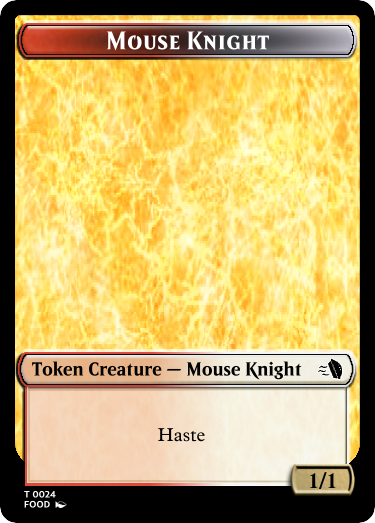 Mouse Knight
Token Creature — Mouse Knight
Haste
1/1
T 0024
FOOD